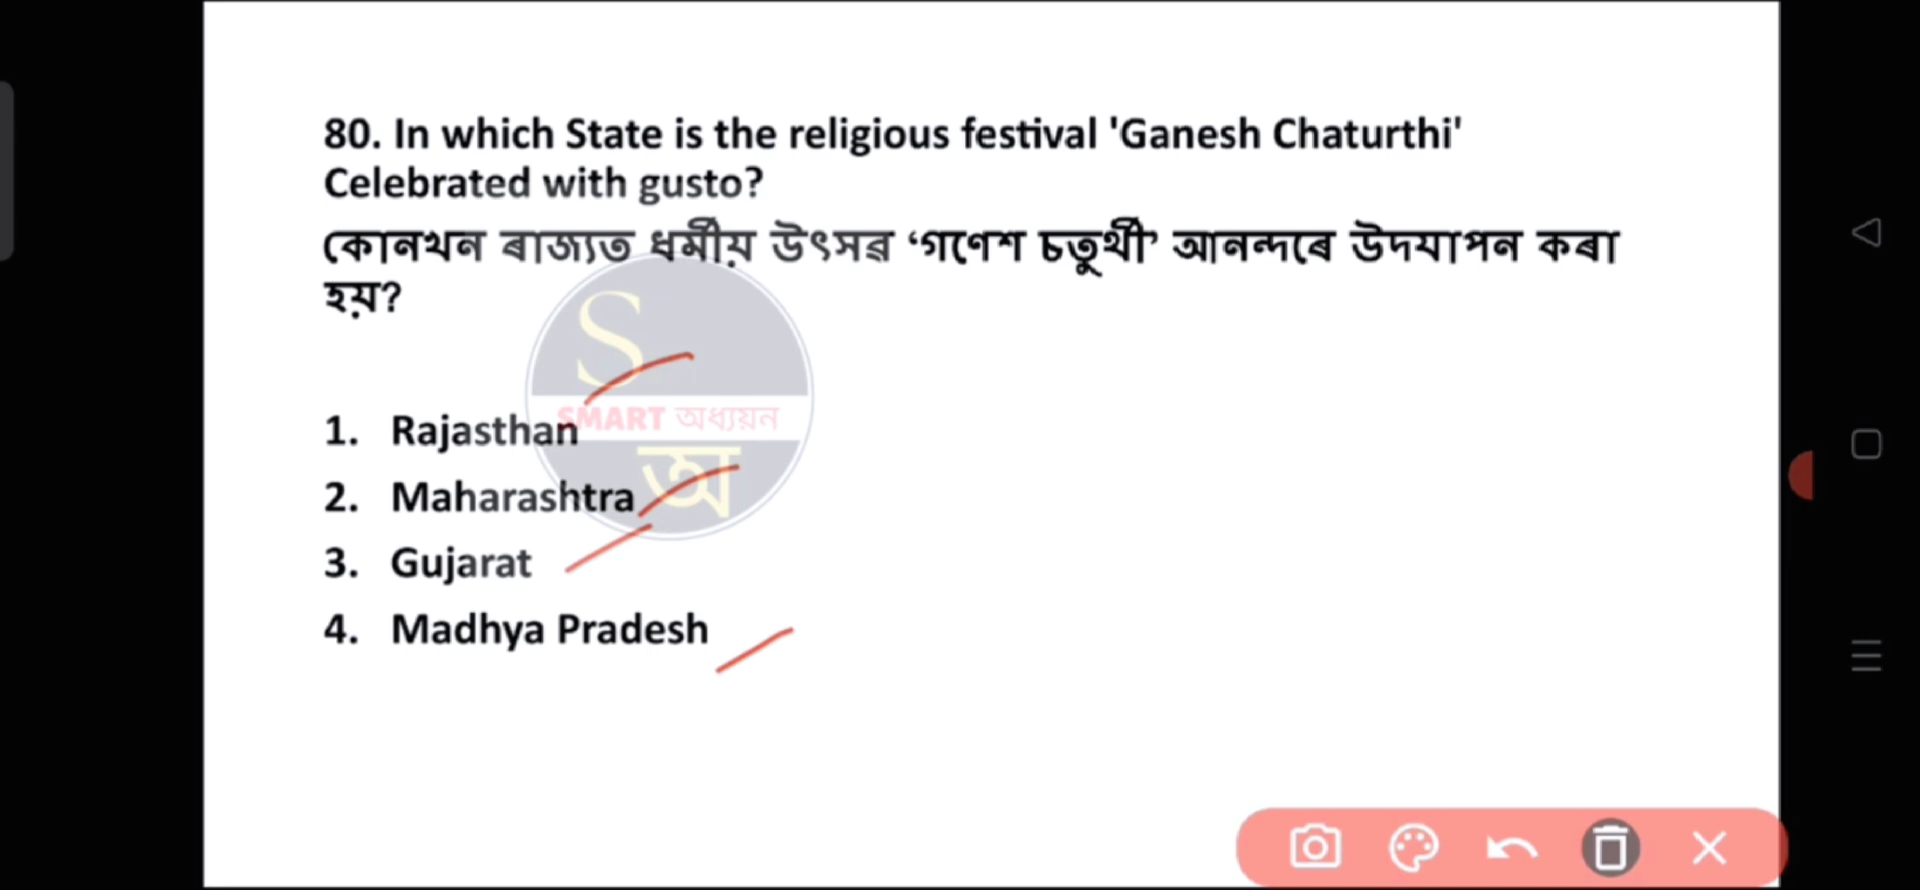 80. In which State is the religious festival 'Ganesh Chaturthi'
Celebrated with gusto?
কোনখন ৰাজ্যত ধৰ্মীয় উৎসৱ ‘গণেশ চতুৰ্থী’ আনন্দৰে উদযাপন কৰা
হয়?
S
SMART অধ্যয়ন
অ
1. Rajasthan
2. Maharashtra
3. Gujarat
4. Madhya Pradesh